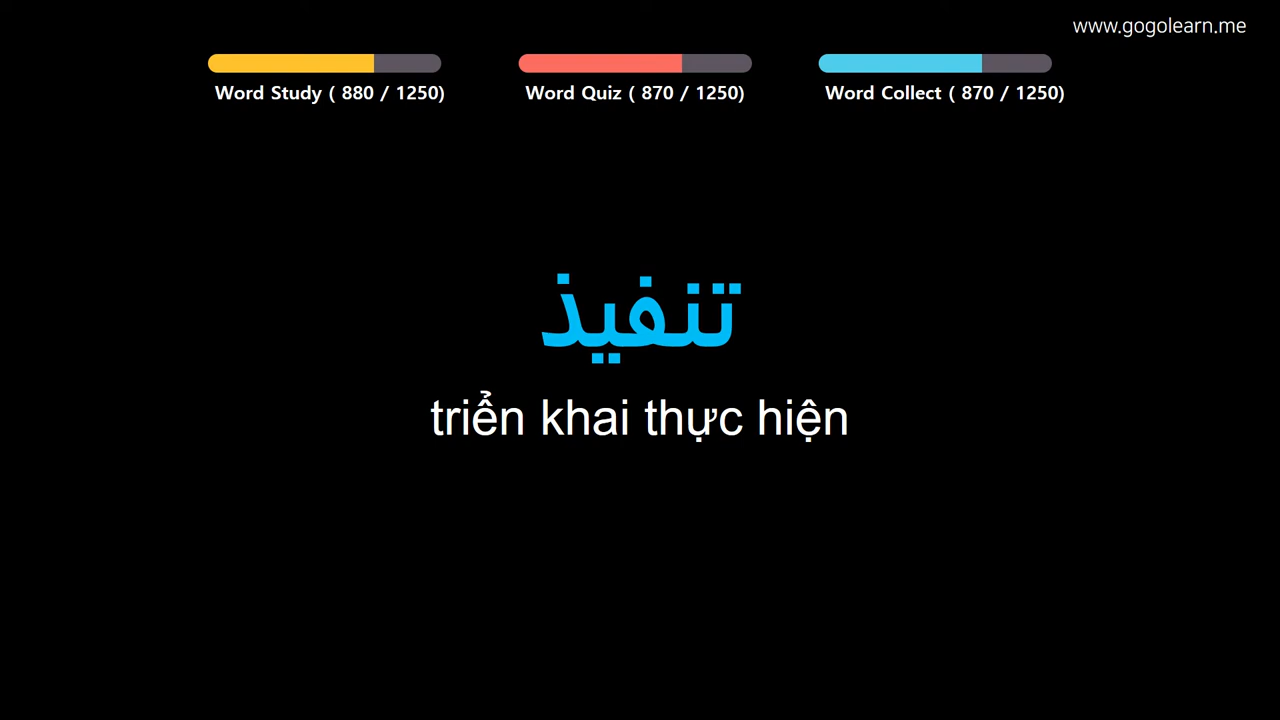 www.gogolearn.me
Word Study ( 880 / 1250)
Word Quiz ( 870 / 1250)
Word Collect ( 870 / 1250)
تنفيذ
triển khai thực hiện